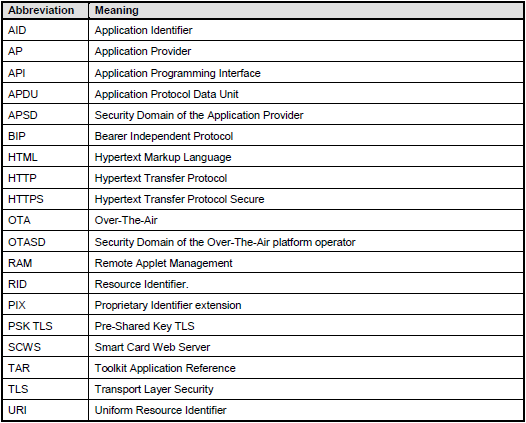 Abbreviation Meaning
AID Application Identifier
AP Application Provider
API Application Programming Interface
APDU Application Protocol Data Unit
APSD Security Domain of the Application Provider
BIP Bearer Independent Protocol
HTML Hypertext Markup Language
HTTP Hypertext Transfer Protocol
HTTPS Hypertext Transfer Protocol Secure
OTA Over-The-Air
OTASD Security Domain of the Over-The-Air platform operator
RAM Remote Applet Management
RID Resource Identifier.
PIX Proprietary Identifier extension
PSK TLS Pre-Shared Key TLS
SCWS Smart Card Web Server
TAR Toolkit Application Reference
TLS Transport Layer Security
URI Uniform Resource Identifier